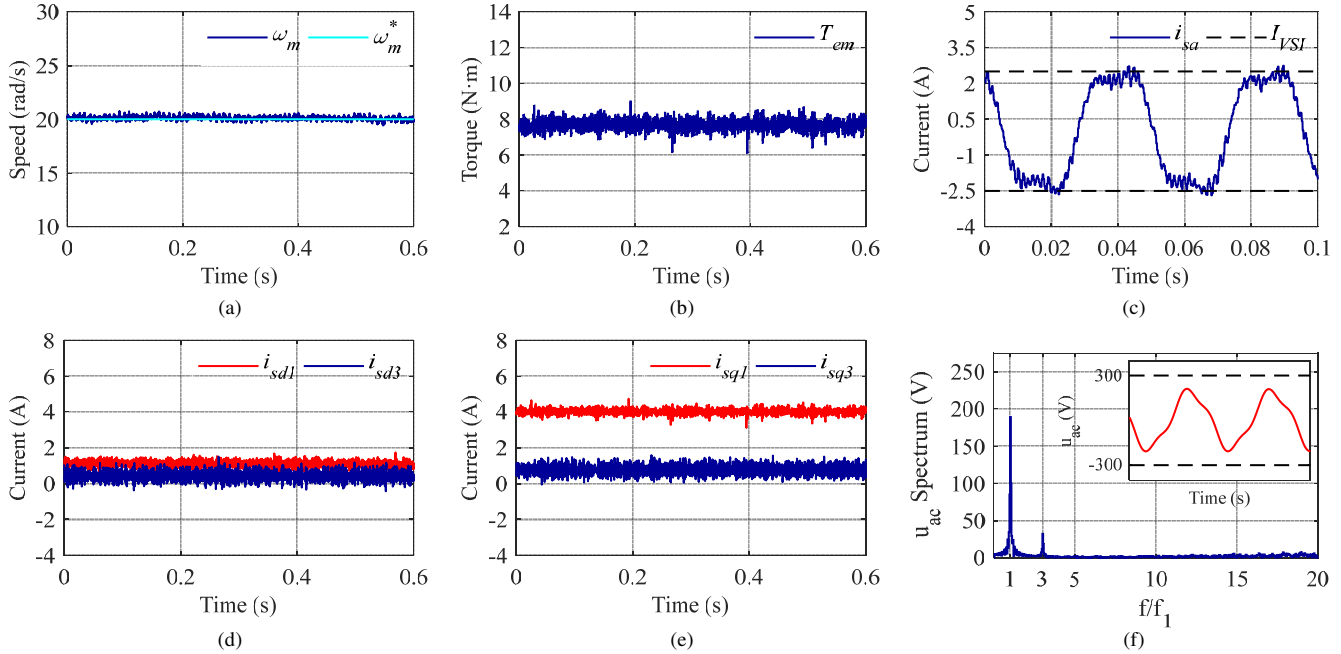 ω_m ω_m^*
Speed (rad/s)
30
25
20
15
10
0 0.2 0.4 0.6
Time (s)
(a)
T_em
Torque (N·m)
14
12
10
8
6
4
2
0 0.2 0.4 0.6
Time (s)
(b)
i_sa I_VSI
Current (A)
5
3.5
2
0.5
-1
-2.5
-4
0 0.02 0.04 0.06 0.08 0.1
Time (s)
(c)
i_sd1 i_sd3
Current (A)
8
6
4
2
0
-2
-4
0 0.2 0.4 0.6
Time (s)
(d)
i_sq1 i_sq3
Current (A)
8
6
4
2
0
-2
-4
0 0.2 0.4 0.6
Time (s)
(e)
u_ac Spectrum (V)
250
200
150
100
50
0
300
u_ac (V)
-300
Time (s)
1 3 5 10 15 20
f/f_1
(f)